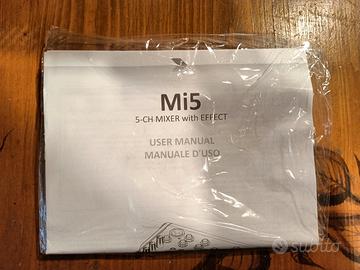 Mi5
5-CH MIXER with EFFECT
USER MANUAL
MANUALE D'USO
subito